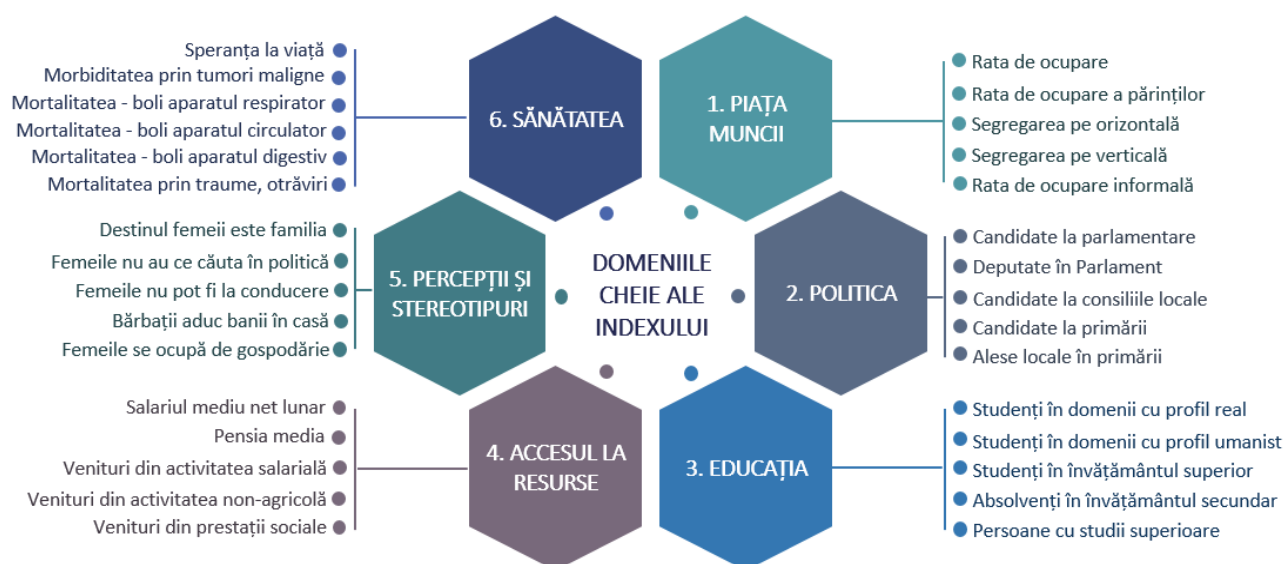 DOMENIILE
CHEIE ALE
INDEXULUI
1. PIAȚA
MUNCII
Rata de ocupare
Rata de ocupare a părinților
Segregarea pe orizontală
Segregarea pe verticală
Rata de ocupare informală
2. POLITICA
Candidate la parlamentare
Deputate în Parlament
Candidate la consiliile locale
Candidate la primării
Alese locale în primării
3. EDUCAȚIA
Studenți în domenii cu profil real
Studenți în domenii cu profil umanist
Studenți în învățământul superior
Absolvenți în învățământul secundar
Persoane cu studii superioare
4. ACCESUL LA
RESURSE
Salariul mediu net lunar
Pensia media
Venituri din activitatea salarială
Venituri din activitatea non-agricolă
Venituri din prestații sociale
5. PERCEPȚII ȘI
STEREOTIPURI
Destinul femeii este familia
Femeile nu au ce căuta în politică
Femeile nu pot fi la conducere
Bărbații aduc banii în casă
Femeile se ocupă de gospodărie
6. SĂNĂTATEA
Speranța la viață
Morbiditatea prin tumori maligne
Mortalitatea - boli aparatul respirator
Mortalitatea - boli aparatul circulator
Mortalitatea - boli aparatul digestiv
Mortalitatea prin traume, otrăviri